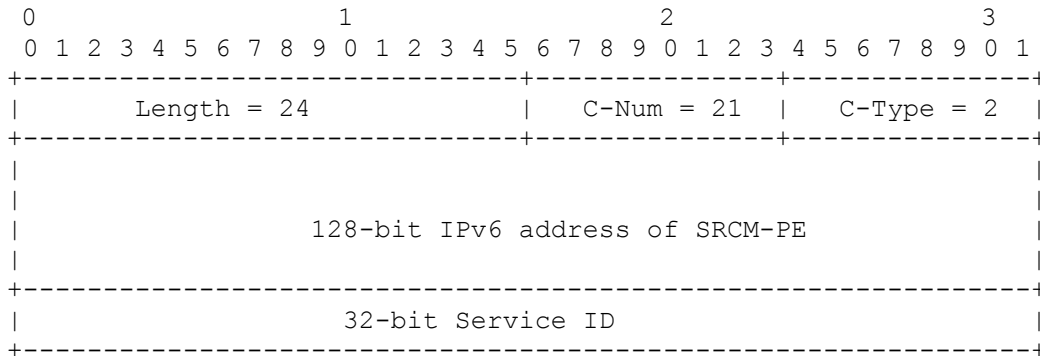 0 1 2 3
0 1 2 3 4 5 6 7 8 9 0 1 2 3 4 5 6 7 8 9 0 1 2 3 4 5 6 7 8 9 0 1
+-------------------------------+---------------+---------------+
| Length = 24 | C-Num = 21 | C-Type = 2 |
+-------------------------------+---------------+---------------+
| |
| |
| 128-bit IPv6 address of SRCM-PE |
| |
+---------------------------------------------------------------+
| 32-bit Service ID |
+---------------------------------------------------------------+